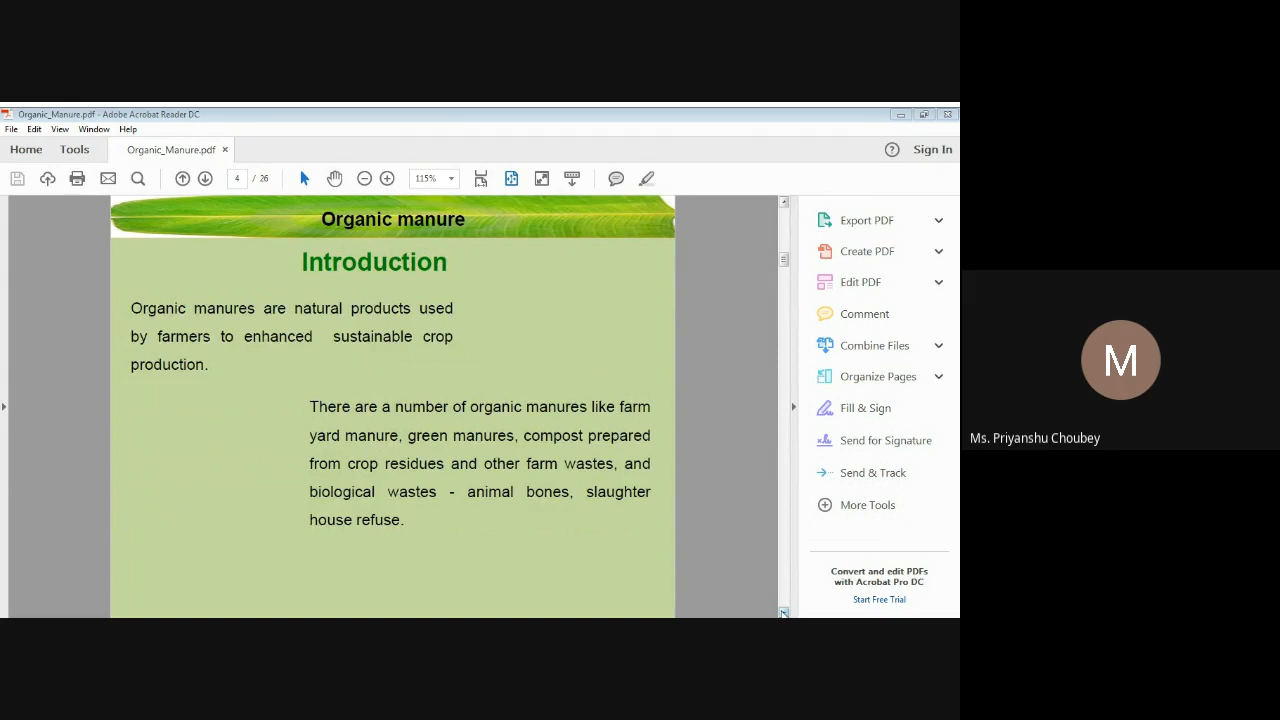 Organic_Manure.pdf - Adobe Acrobat Reader DC
File Edit View Window Help
Home Tools Organic_Manure.pdf × ? Sign In
4 / 26 115%
Organic manure
Introduction
Organic manures are natural products used
by farmers to enhanced sustainable crop
production.
There are a number of organic manures like farm
yard manure, green manures, compost prepared
from crop residues and other farm wastes, and
biological wastes - animal bones, slaughter
house refuse.
Export PDF
Create PDF
Edit PDF
Comment
Combine Files
Organize Pages
Fill & Sign
Send for Signature
Send & Track
More Tools
Convert and edit PDFs
with Acrobat Pro DC
Start Free Trial
M
Ms. Priyanshu Choubey